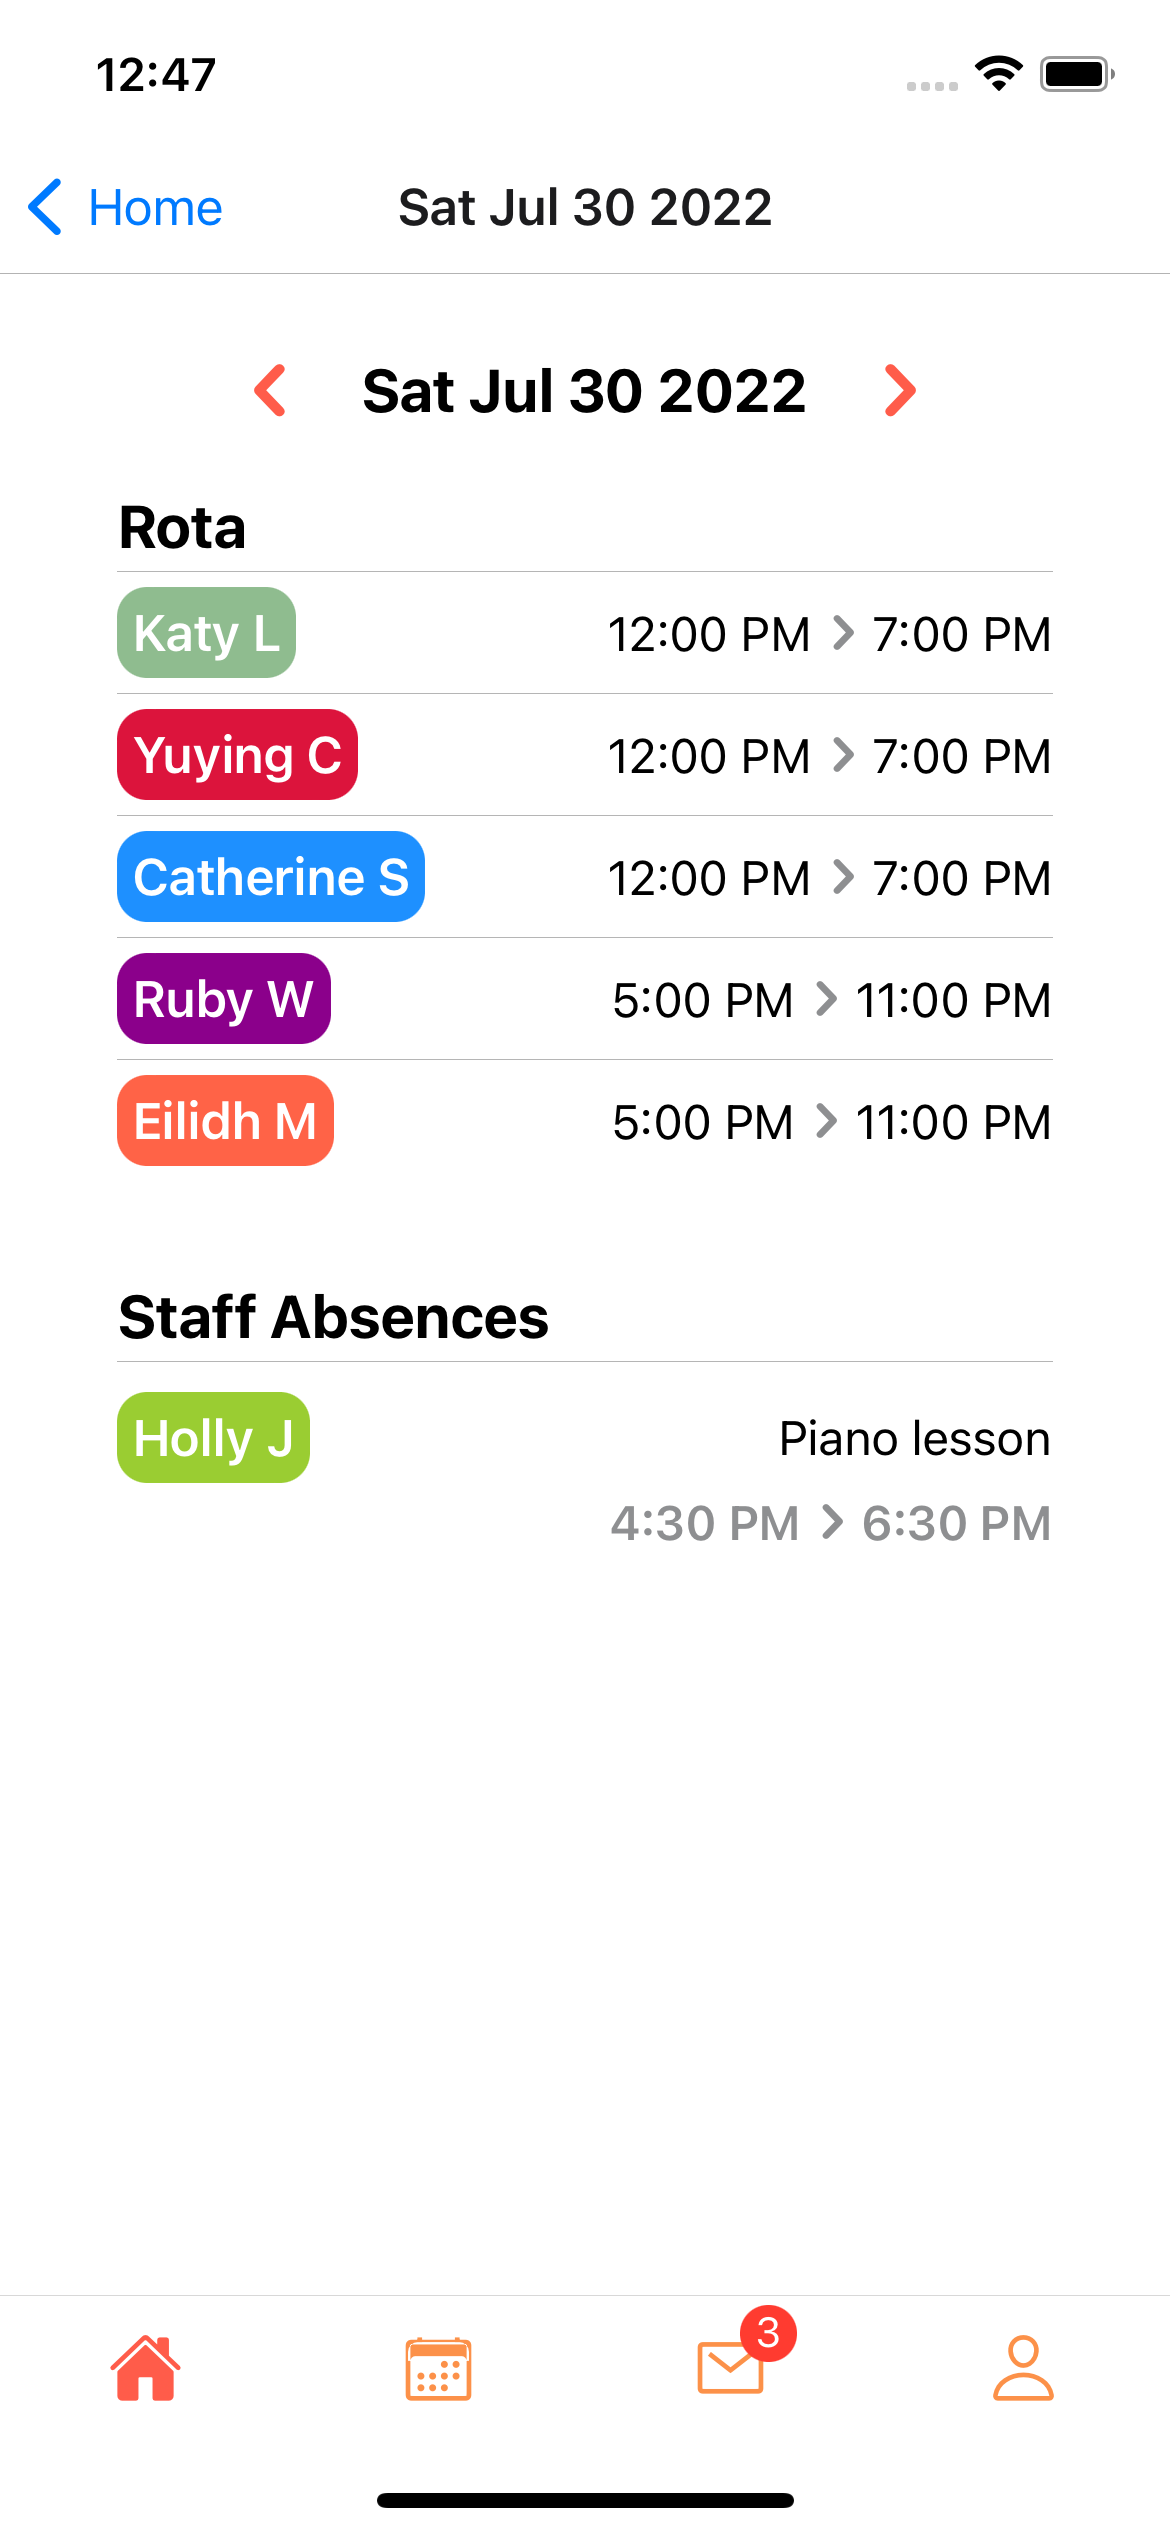 12:47
Home
Sat Jul 30 2022
Sat Jul 30 2022
Rota
Katy L 12:00 PM 7:00 PM
Yuying C 12:00 PM 7:00 PM
Catherine S 12:00 PM 7:00 PM
Ruby W 5:00 PM 11:00 PM
Eilidh M 5:00 PM 11:00 PM
Staff Absences
Holly J Piano lesson
4:30 PM 6:30 PM
3